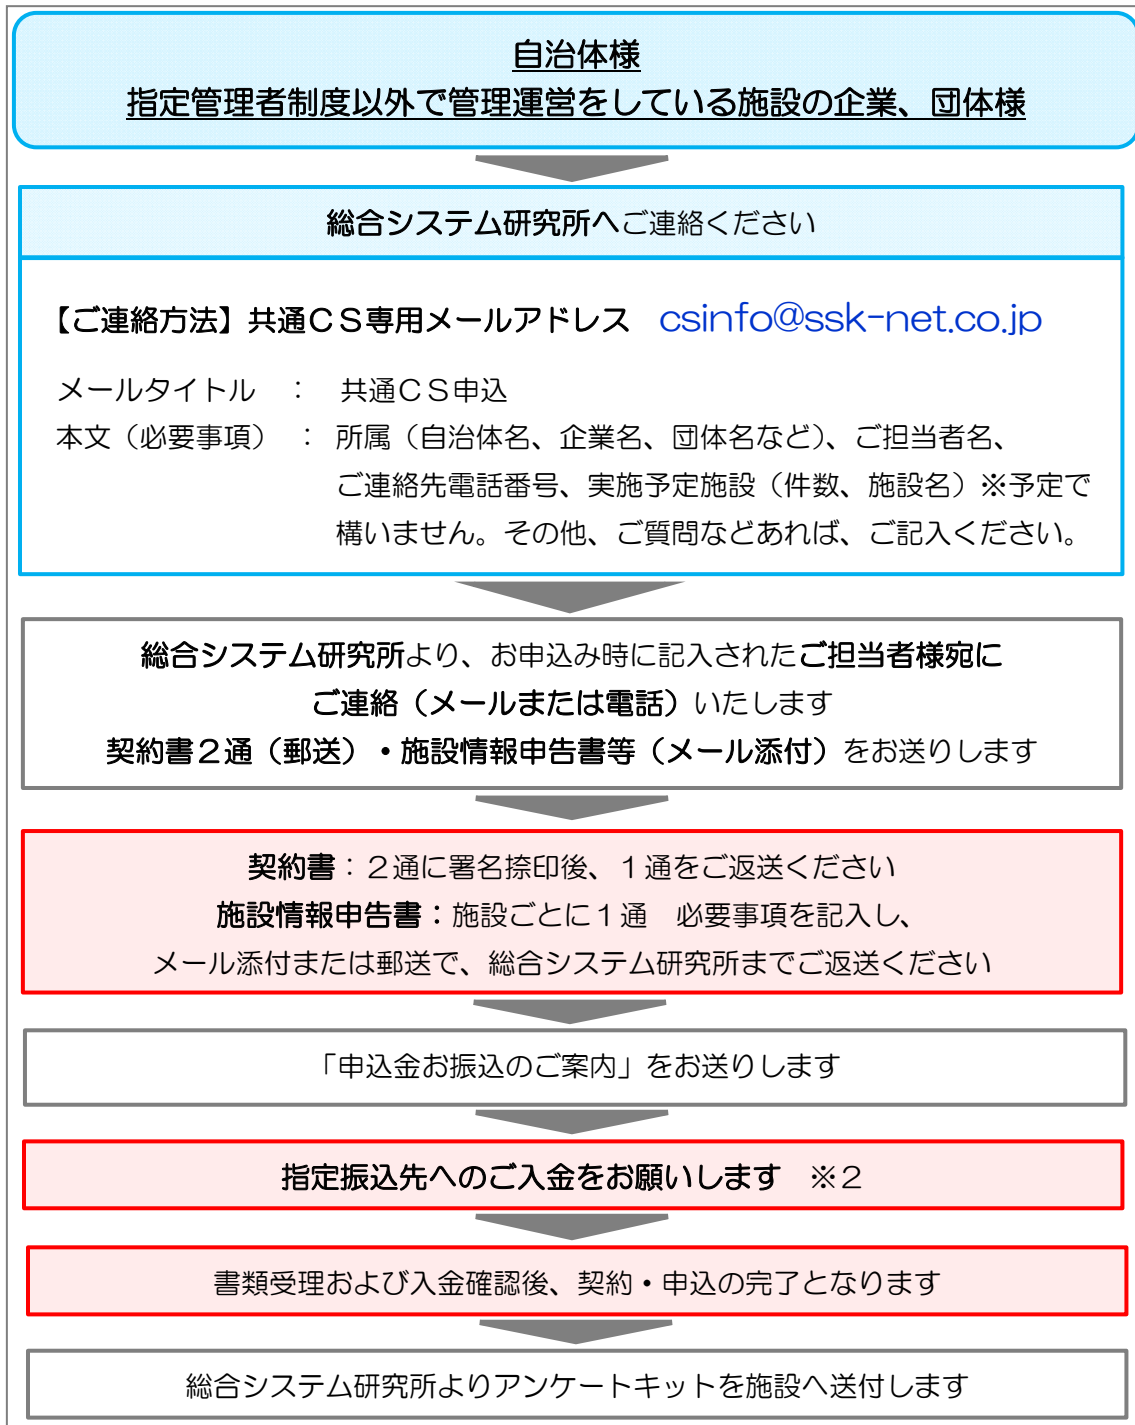 自治体様
指定管理者制度以外で管理運営をしている施設の企業、団体様
総合システム研究所へご連絡ください
【ご連絡方法】共通ＣＳ専用メールアドレス　csinfo@ssk-net.co.jp
メールタイトル　：　共通ＣＳ申込
本文（必要事項）　：　所属（自治体名、企業名、団体名など）、ご担当者名、
ご連絡先電話番号、実施予定施設（件数、施設名）※予定で
構いません。その他、ご質問などあれば、ご記入ください。
総合システム研究所より、お申込み時に記入されたご担当者様宛に
ご連絡（メールまたは電話）いたします
契約書２通（郵送）・施設情報申告書等（メール添付）をお送りします
契約書：２通に署名捺印後、１通をご返送ください
施設情報申告書：施設ごとに１通　必要事項を記入し、
メール添付または郵送で、総合システム研究所までご返送ください
「申込金お振込のご案内」をお送りします
指定振込先へのご入金をお願いします　※２
書類受理および入金確認後、契約・申込の完了となります
総合システム研究所よりアンケートキットを施設へ送付します